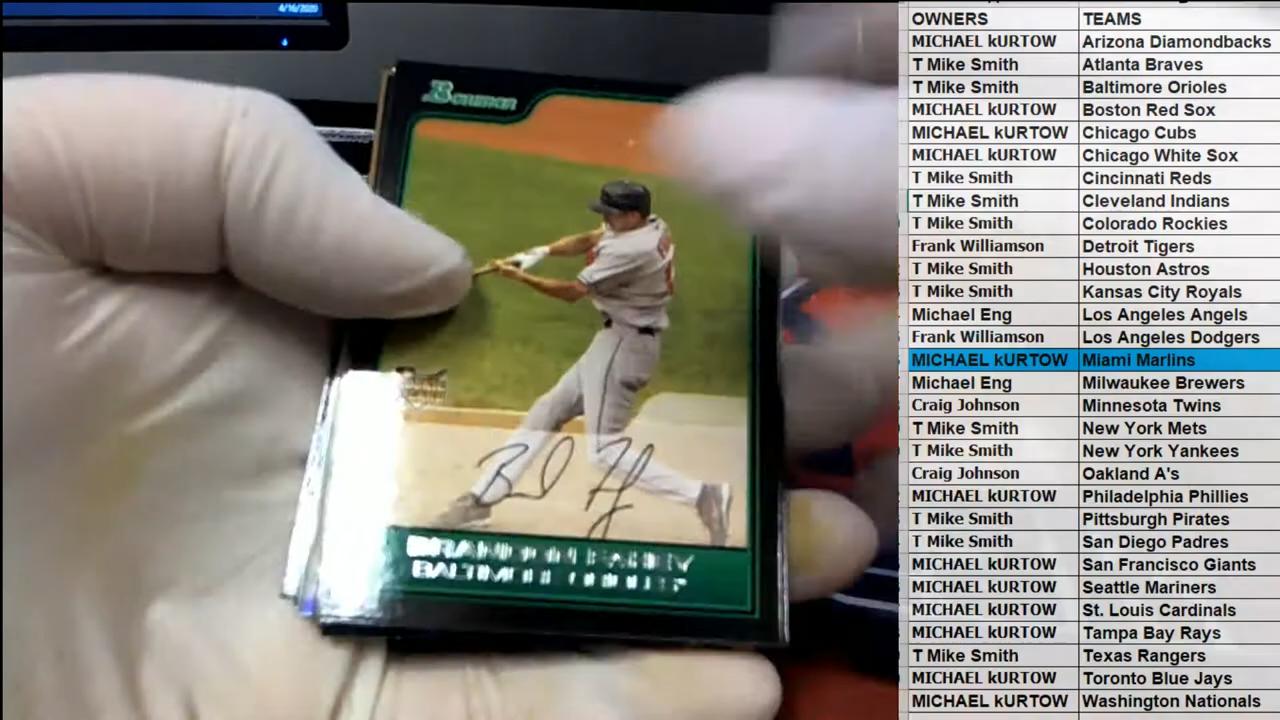 4/16/2020
Bowman
BRANDON FAHEY
BALTIMORE ORIOLES
OWNERS TEAMS
MICHAEL kURTOW Arizona Diamondbacks
T Mike Smith Atlanta Braves
T Mike Smith Baltimore Orioles
MICHAEL kURTOW Boston Red Sox
MICHAEL kURTOW Chicago Cubs
MICHAEL kURTOW Chicago White Sox
T Mike Smith Cincinnati Reds
T Mike Smith Cleveland Indians
T Mike Smith Colorado Rockies
Frank Williamson Detroit Tigers
T Mike Smith Houston Astros
T Mike Smith Kansas City Royals
Michael Eng Los Angeles Angels
Frank Williamson Los Angeles Dodgers
MICHAEL kURTOW Miami Marlins
Michael Eng Milwaukee Brewers
Craig Johnson Minnesota Twins
T Mike Smith New York Mets
T Mike Smith New York Yankees
Craig Johnson Oakland A's
MICHAEL kURTOW Philadelphia Phillies
T Mike Smith Pittsburgh Pirates
T Mike Smith San Diego Padres
MICHAEL kURTOW San Francisco Giants
MICHAEL kURTOW Seattle Mariners
MICHAEL kURTOW St. Louis Cardinals
MICHAEL kURTOW Tampa Bay Rays
T Mike Smith Texas Rangers
MICHAEL kURTOW Toronto Blue Jays
MICHAEL kURTOW Washington Nationals